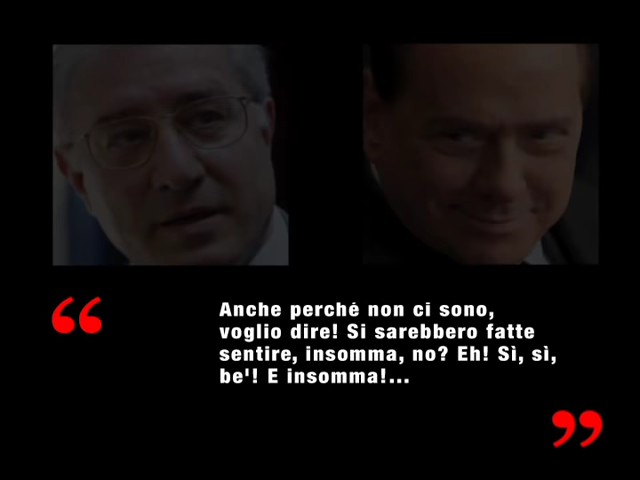 “
Anche perché non ci sono,
voglio dire! Si sarebbero fatte
sentire, insomma, no? Eh! Sì, sì,
be'! E insomma!...
”